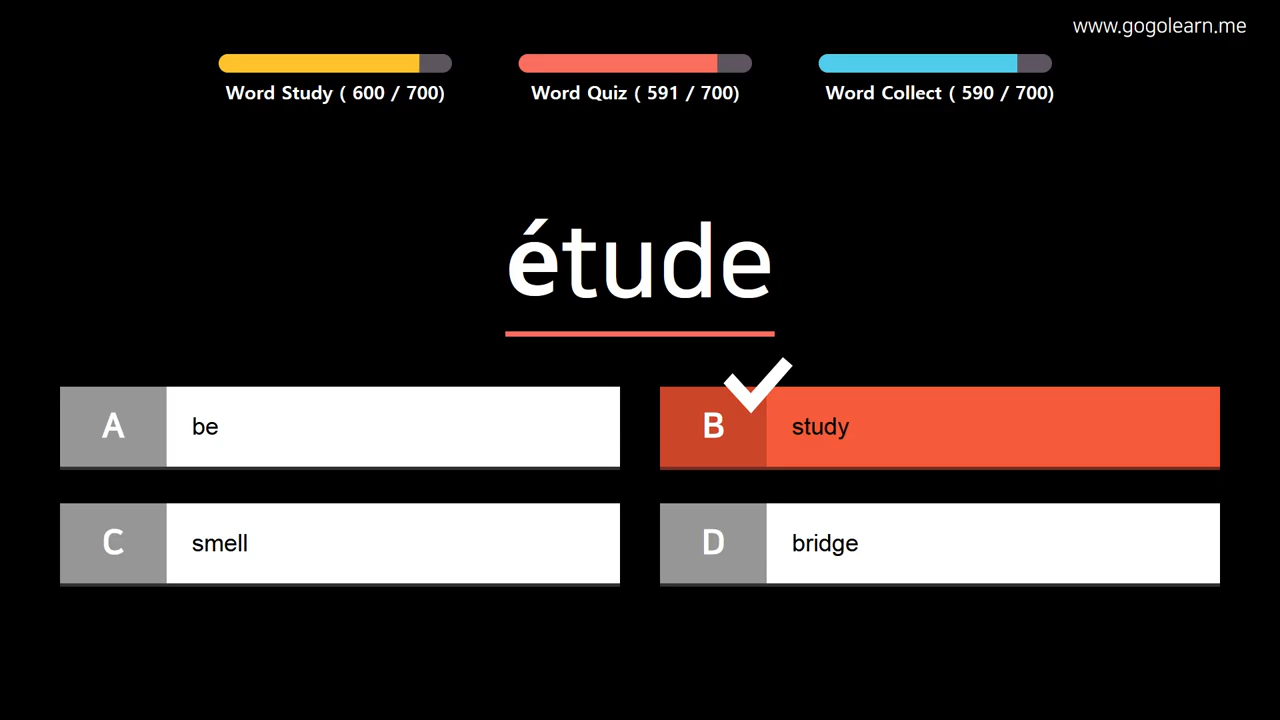 www.gogolearn.me
Word Study ( 600 / 700)
Word Quiz ( 591 / 700)
Word Collect ( 590 / 700)
étude
A
be
B
study
C
smell
D
bridge